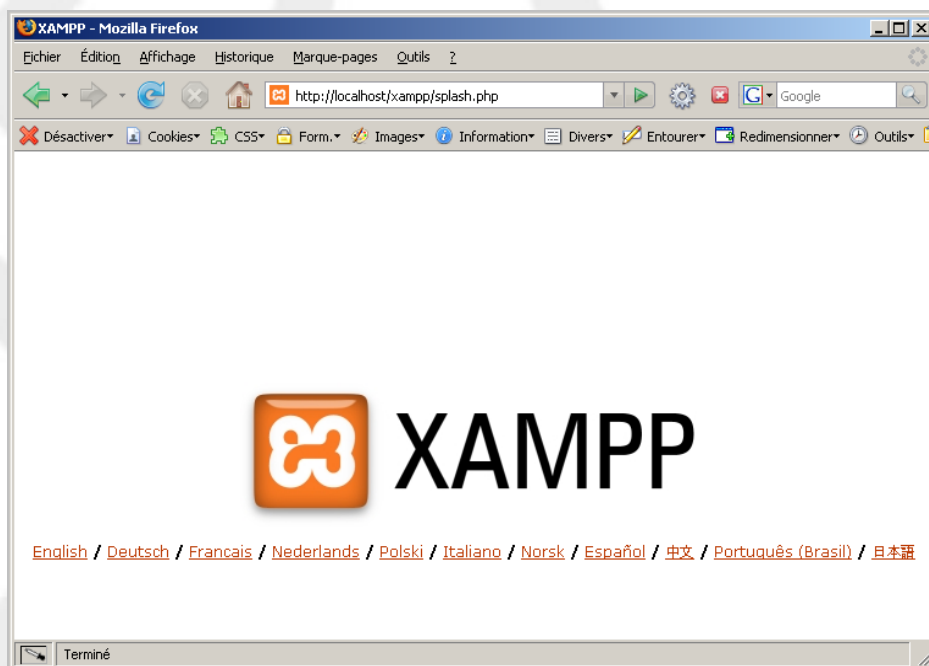 XAMPP - Mozilla Firefox
Fichier Édition Affichage Historique Marque-pages Outils ?
http://localhost/xampp/splash.php G Google
Désactiver Cookies CSS Form. Images Information Divers Entourer Redimensionner Outils
XAMPP
English / Deutsch / Francais / Nederlands / Polski / Italiano / Norsk / Español / 中文 / Português (Brasil) / 日本語
Terminé